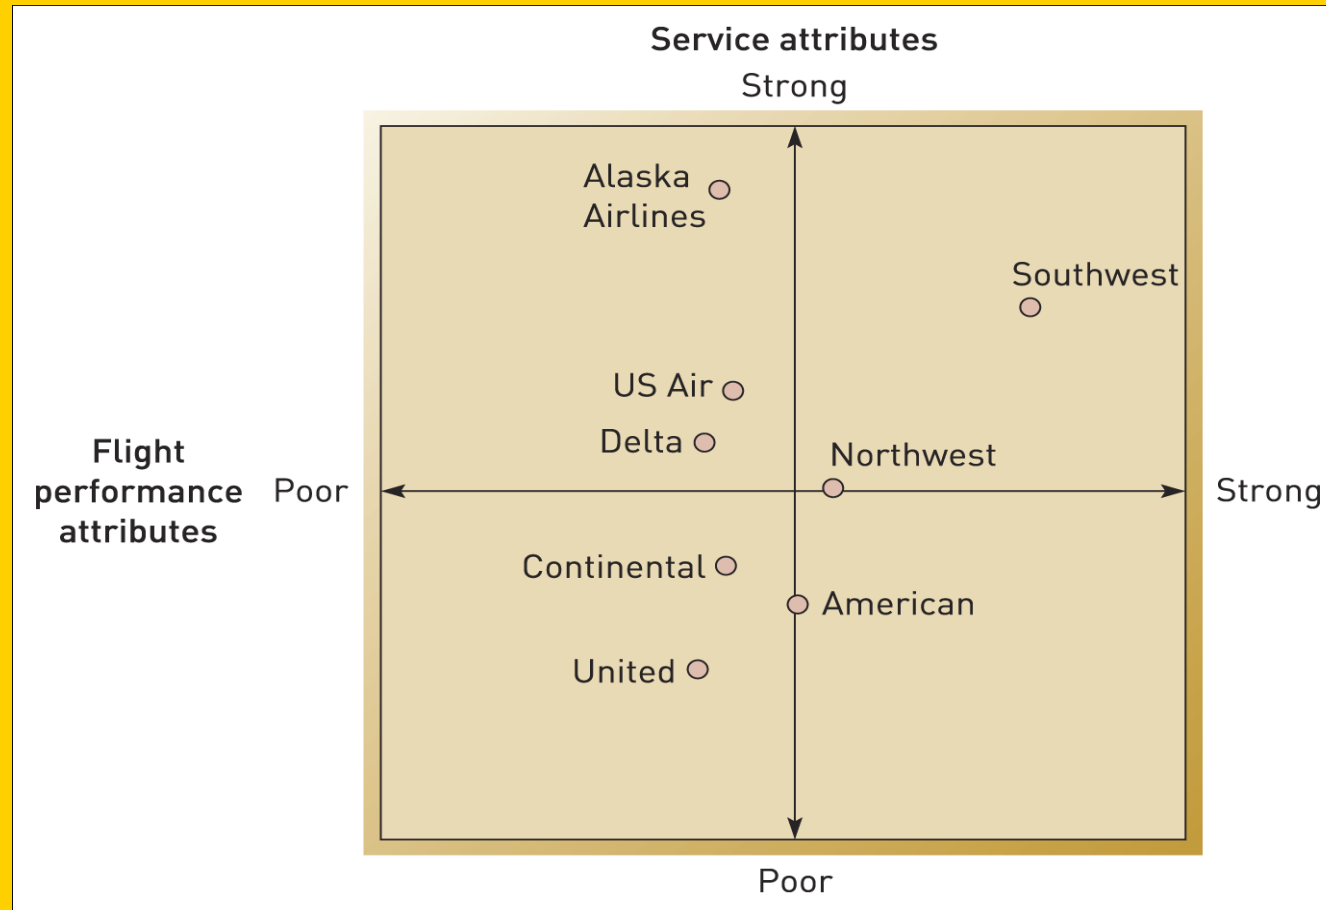 Service attributes
Strong
Alaska
Airlines
Southwest
US Air
Delta
Northwest
Flight
performance
attributes
Poor
Strong
Continental
American
United
Poor